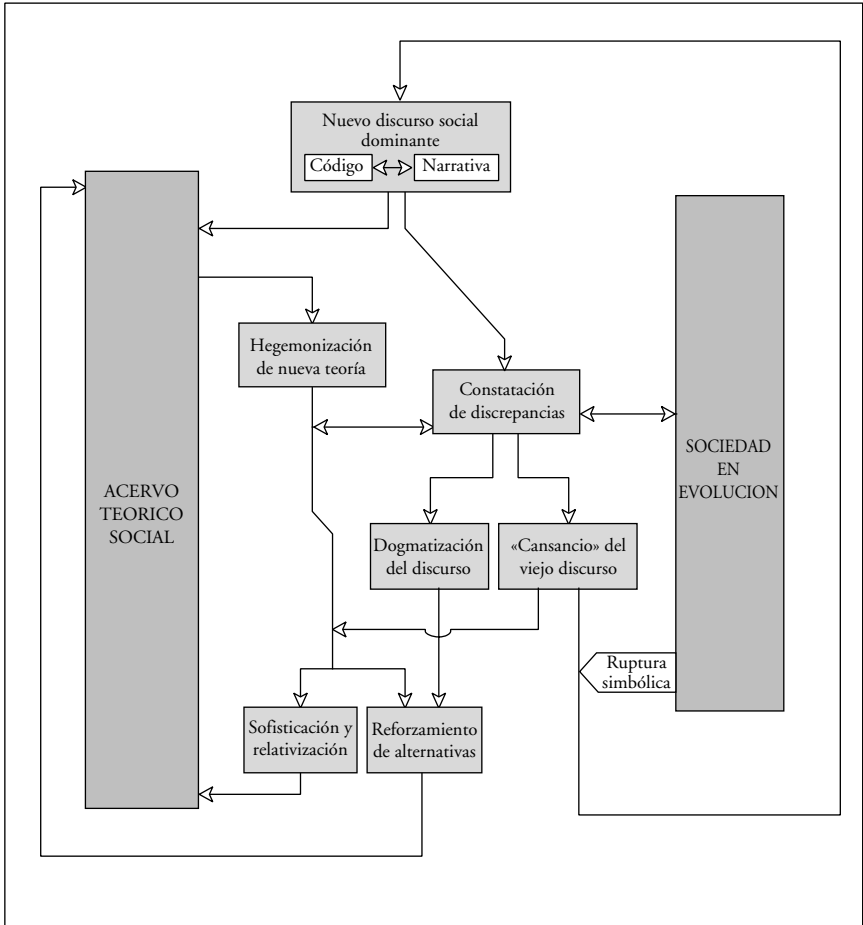 Nuevo discurso social
dominante
Código
Narrativa
Hegemonización
de nueva teoría
Constatación
de discrepancias
SOCIEDAD
EN
EVOLUCION
ACERVO
TEORICO
SOCIAL
Dogmatización
del discurso
«Cansancio» del
viejo discurso
Ruptura
simbólica
Sofisticación y
relativización
Reforzamiento
de alternativas